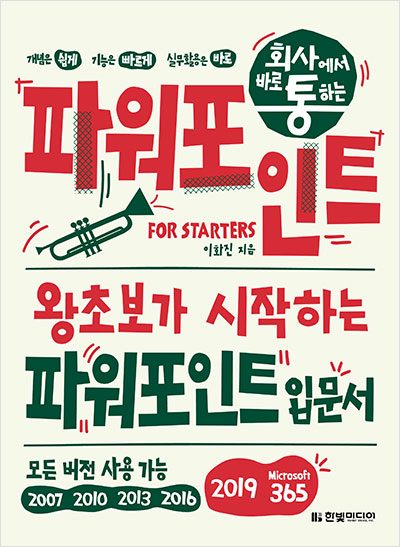 개념은 쉽게 기능은 빠르게 실무활용은 바로
회사에서
바로 통하는
파워포
인트
FOR STARTERS
이화진 지음
왕초보가 시작하는
파워포인트 입문서
모든 버전 사용 가능
2007 2010 2013 2016
2019 Microsoft 365
한빛미디어